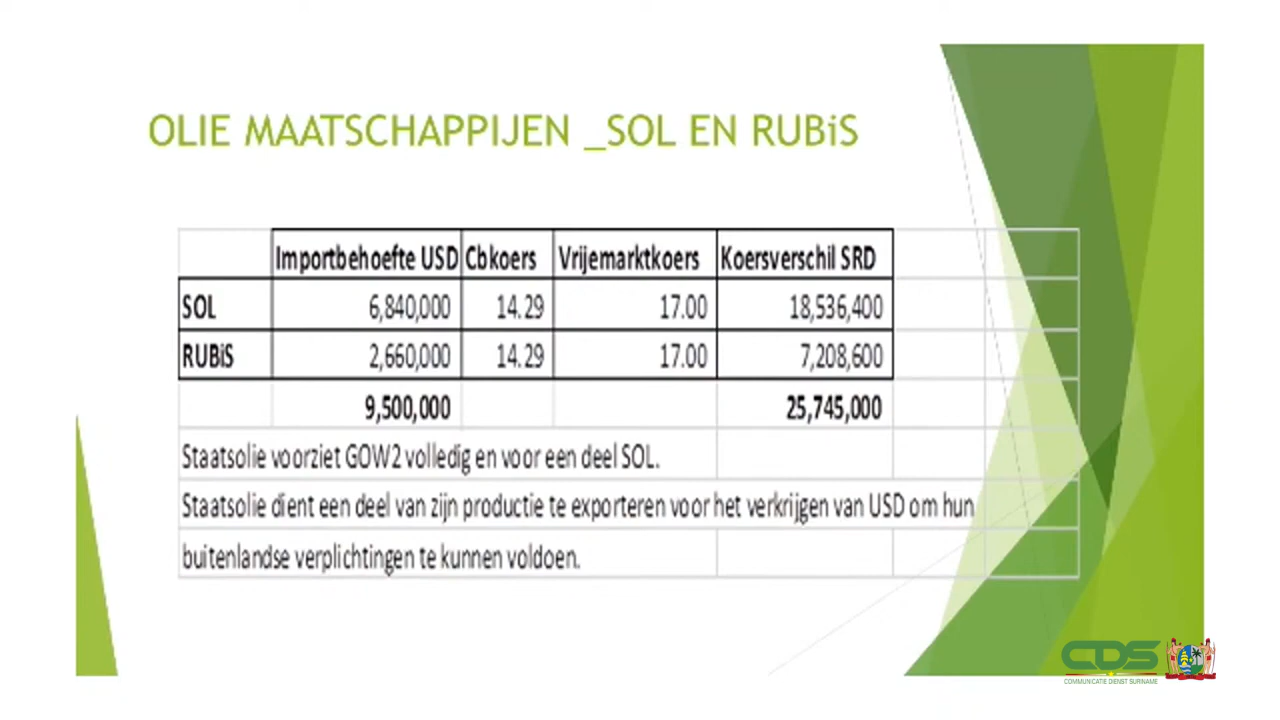 OLIE MAATSCHAPPIJEN _SOL EN RUBiS
Importbehoefte USD Cbkoers Vrijemarktkoers Koersverschil SRD
SOL 6,840,000 14.29 17.00 18,536,400
RUBiS 2,660,000 14.29 17.00 7,208,600
9,500,000 25,745,000
Staatsolie voorziet GOW2 volledig en voor een deel SOL.
Staatsolie dient een deel van zijn productie te exporteren voor het verkrijgen van USD om hun
buitenlandse verplichtingen te kunnen voldoen.
CDS
COMMUNICATIE DIENST SURINAME